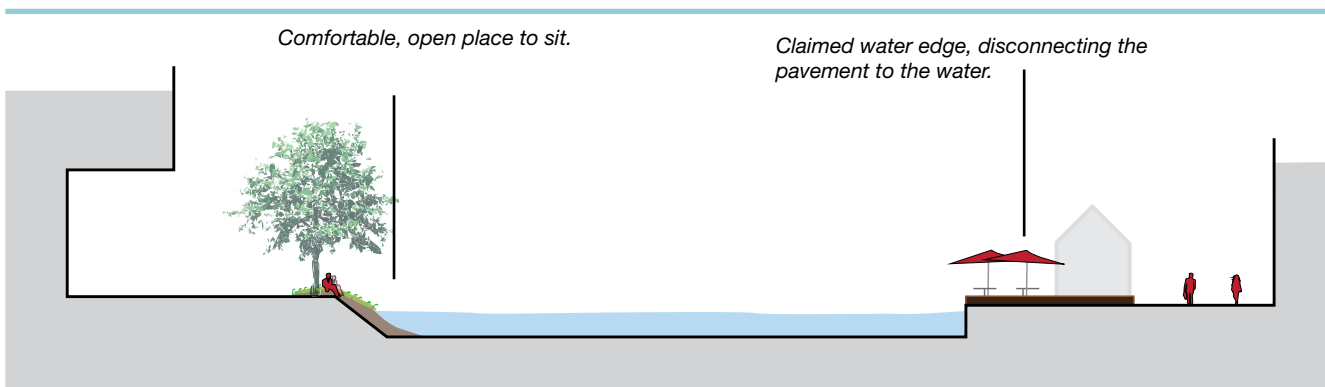 Comfortable, open place to sit.
Claimed water edge, disconnecting the
pavement to the water.